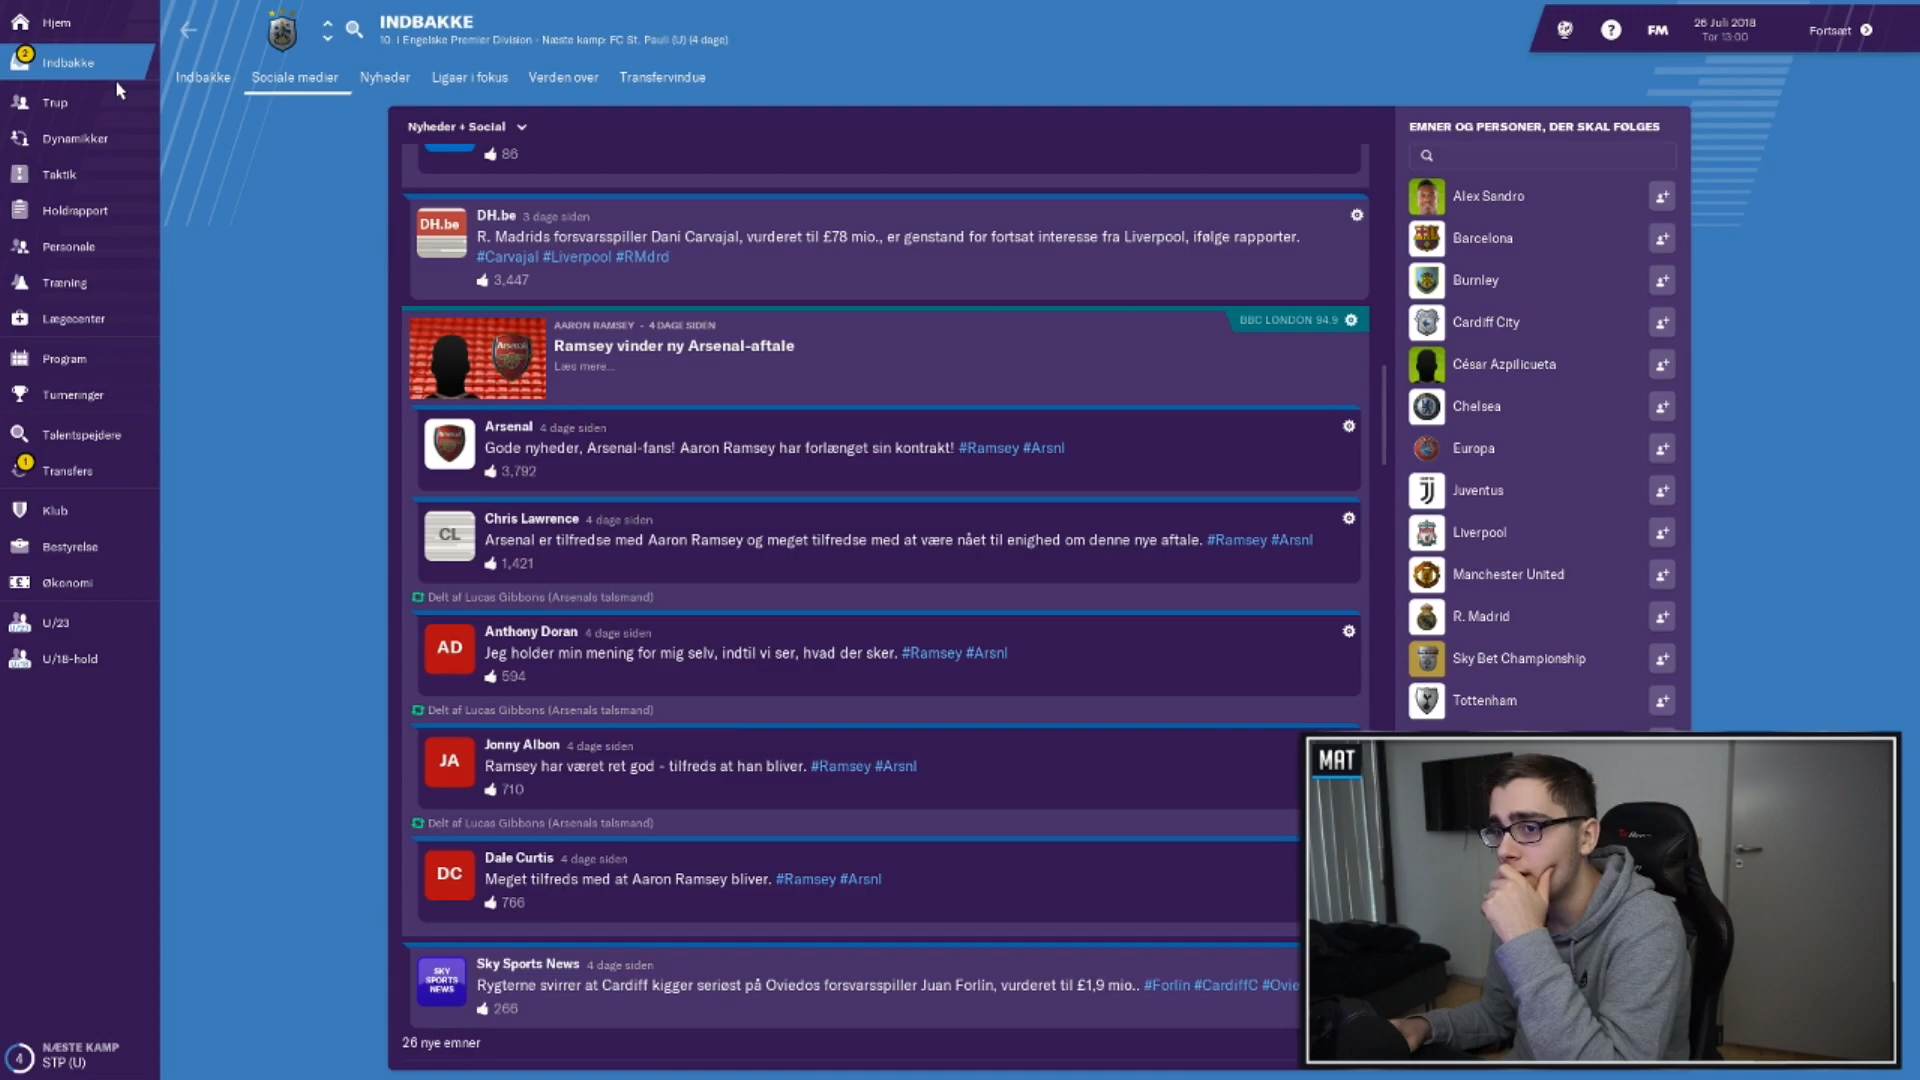 Hjem
2
Indbakke
Trup
Dynamikker
Taktik
Holdrapport
Personale
Træning
Lægecenter
Program
Turneringer
Talentspejdere
1
Transfers
Klub
Bestyrelse
Økonomi
U/23
U/18-hold
4
NÆSTE KAMP
STP (U)
INDBAKKE
10. i Engelske Premier Division - Næste kamp: FC St. Pauli (U) (4 dage)
FM
26 Juli 2018
Tor 13:00
Fortsæt
Indbakke Sociale medier Nyheder Ligaer i fokus Verden over Transfervindue
Nyheder + Social
86
DH.be
DH.be 3 dage siden
R. Madrids forsvarsspiller Dani Carvajal, vurderet til £78 mio., er genstand for fortsat interesse fra Liverpool, ifølge rapporter.
#Carvajal #Liverpool #RMdrd
3,447
AARON RAMSEY - 4 DAGE SIDEN
BBC LONDON 94.9
Ramsey vinder ny Arsenal-aftale
Læs mere...
Arsenal 4 dage siden
Gode nyheder, Arsenal-fans! Aaron Ramsey har forlænget sin kontrakt! #Ramsey #Arsnl
3,792
CL
Chris Lawrence 4 dage siden
Arsenal er tilfredse med Aaron Ramsey og meget tilfredse med at være nået til enighed om denne nye aftale. #Ramsey #Arsnl
1,421
Delt af Lucas Gibbons (Arsenals talsmand)
AD
Anthony Doran 4 dage siden
Jeg holder min mening for mig selv, indtil vi ser, hvad der sker. #Ramsey #Arsnl
594
Delt af Lucas Gibbons (Arsenals talsmand)
JA
Jonny Albon 4 dage siden
Ramsey har været ret god - tilfreds at han bliver. #Ramsey #Arsnl
710
Delt af Lucas Gibbons (Arsenals talsmand)
DC
Dale Curtis 4 dage siden
Meget tilfreds med at Aaron Ramsey bliver. #Ramsey #Arsnl
766
SKY
SPORTS
NEWS
Sky Sports News 4 dage siden
Rygterne svirrer at Cardiff kigger seriøst på Oviedos forsvarsspiller Juan Forlín, vurderet til £1,9 mio.. #Forlín #CardiffC #Ovie
266
26 nye emner
EMNER OG PERSONER, DER SKAL FØLGES
Alex Sandro
Barcelona
Burnley
Cardiff City
César Azpilicueta
Chelsea
Europa
Juventus
Liverpool
Manchester United
R. Madrid
Sky Bet Championship
Tottenham
MAT